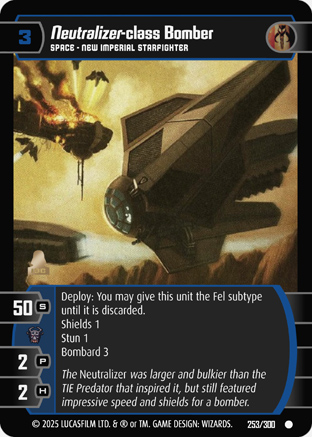 3
Neutralizer-class Bomber
SPACE - NEW IMPERIAL STARFIGHTER
50 S
2 P
2 H
Deploy: You may give this unit the Fel subtype
until it is discarded.
Shields 1
Stun 1
Bombard 3
The Neutralizer was larger and bulkier than the
TIE Predator that inspired it, but still featured
impressive speed and shields for a bomber.
© 2025 LUCASFILM LTD. & ® or TM. GAME DESIGN: WIZARDS.
253/300